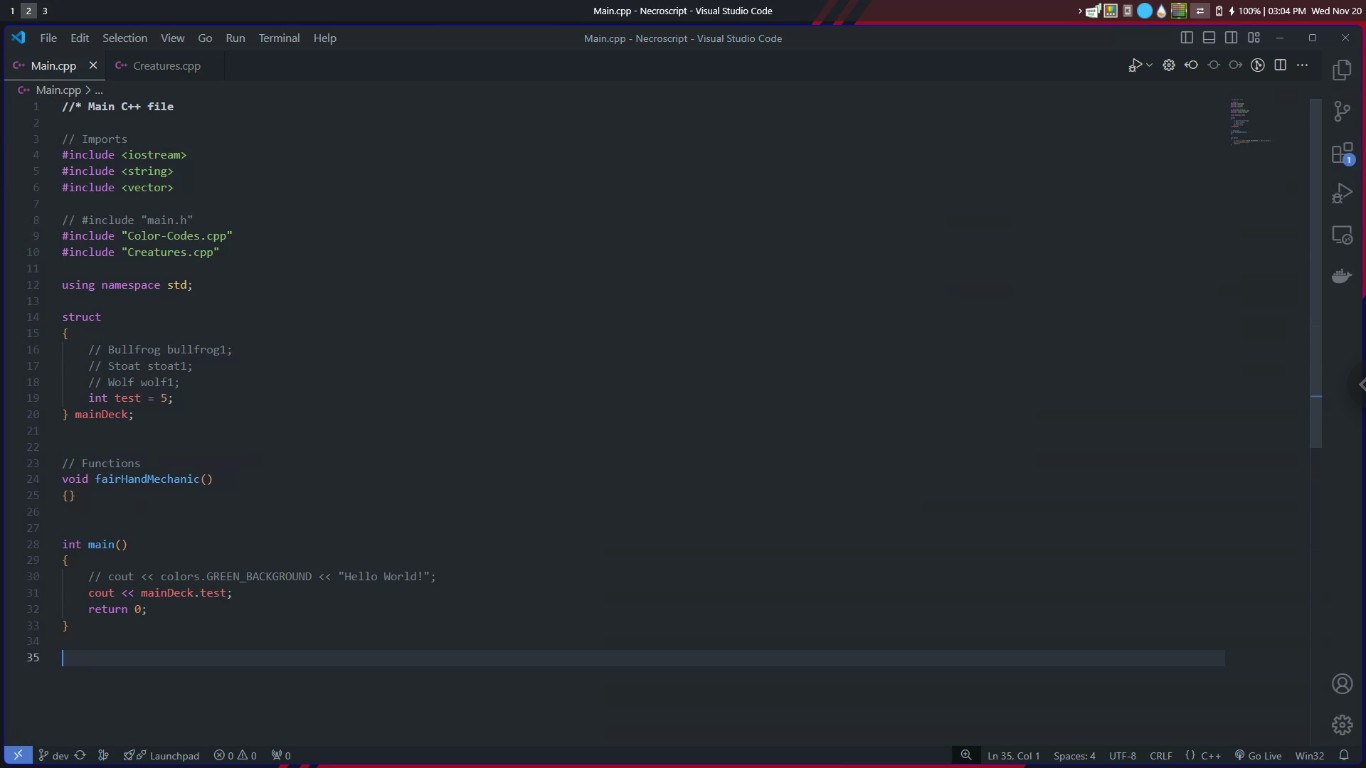 1 2 3 Main.cpp - Necroscript - Visual Studio Code 100% | 03:04 PM Wed Nov 20
File Edit Selection View Go Run Terminal Help Main.cpp - Necroscript - Visual Studio Code
Main.cpp Creatures.cpp
Main.cpp > ...
1 //* Main C++ file
2
3 // Imports
4 #include <iostream>
5 #include <string>
6 #include <vector>
7
8 // #include "main.h"
9 #include "Color-Codes.cpp"
10 #include "Creatures.cpp"
11
12 using namespace std;
13
14 struct
15 {
16 // Bullfrog bullfrog1;
17 // Stoat stoat1;
18 // Wolf wolf1;
19 int test = 5;
20 } mainDeck;
21
22
23 // Functions
24 void fairHandMechanic()
25 {}
26
27
28 int main()
29 {
30 // cout << colors.GREEN_BACKGROUND << "Hello World!";
31 cout << mainDeck.test;
32 return 0;
33 }
34
35
1
dev Launchpad 0 0 0 Ln 35, Col 1 Spaces: 4 UTF-8 CRLF {} C++ Go Live Win32